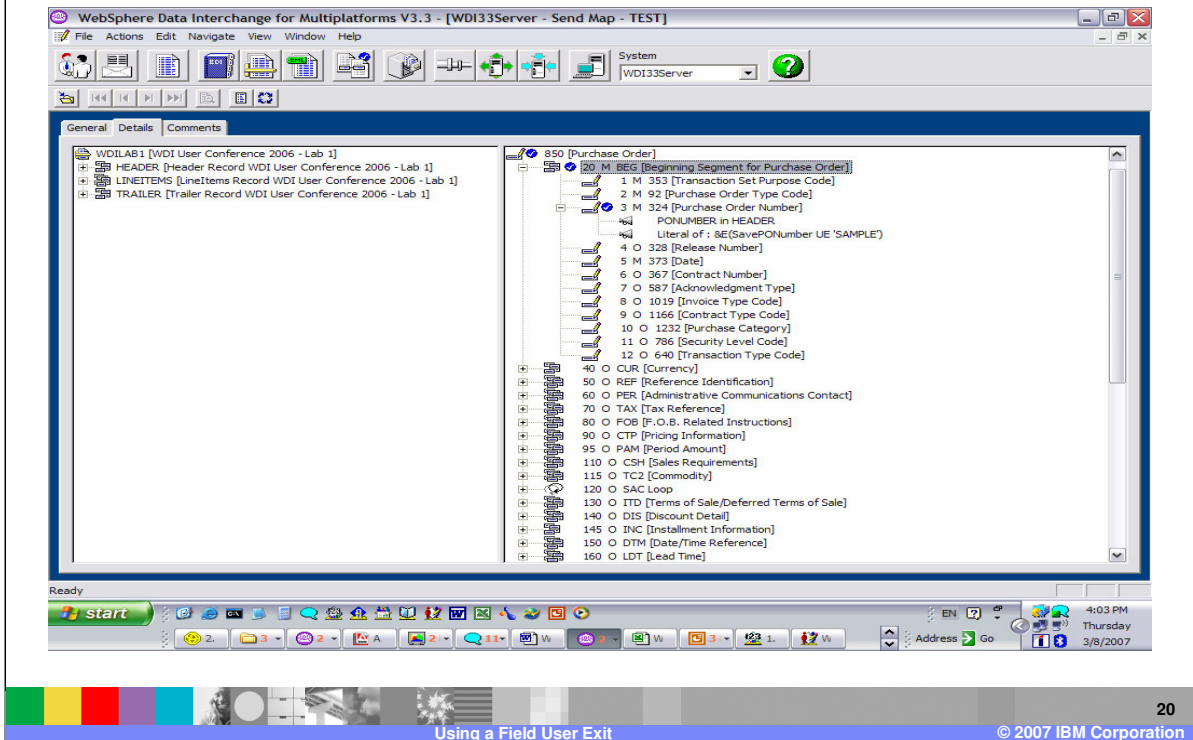 WebSphere Data Interchange for Multiplatforms V3.3 - [WDI33Server - Send Map - TEST]
File Actions Edit Navigate View Window Help
System
WDI33Server
General Details Comments
WDILAB1 [WDI User Conference 2006 - Lab 1]
HEADER [Header Record WDI User Conference 2006 - Lab 1]
LINEITEMS [LineItems Record WDI User Conference 2006 - Lab 1]
TRAILER [Trailer Record WDI User Conference 2006 - Lab 1]
850 [Purchase Order]
20 M BEG [Beginning Segment for Purchase Order]
1 M 353 [Transaction Set Purpose Code]
2 M 92 [Purchase Order Type Code]
3 M 324 [Purchase Order Number]
PONUMBER in HEADER
Literal of : &E(SavePONumber UE 'SAMPLE')
4 O 328 [Release Number]
5 M 373 [Date]
6 O 367 [Contract Number]
7 O 587 [Acknowledgment Type]
8 O 1019 [Invoice Type Code]
9 O 1166 [Contract Type Code]
10 O 1232 [Purchase Category]
11 O 786 [Security Level Code]
12 O 640 [Transaction Type Code]
40 O CUR [Currency]
50 O REF [Reference Identification]
60 O PER [Administrative Communications Contact]
70 O TAX [Tax Reference]
80 O FOB [F.O.B. Related Instructions]
90 O CTP [Pricing Information]
95 O PAM [Period Amount]
110 O CSH [Sales Requirements]
115 O TC2 [Commodity]
120 O SAC Loop
130 O ITD [Terms of Sale/Deferred Terms of Sale]
140 O DIS [Discount Detail]
145 O INC [Installment Information]
150 O DTM [Date/Time Reference]
160 O LDT [Lead Time]
Ready
start
EN
4:03 PM
2. 3 2 A 2 11 W 2 W 3 1. W
Address Go
Thursday
3/8/2007
20
Using a Field User Exit
© 2007 IBM Corporation